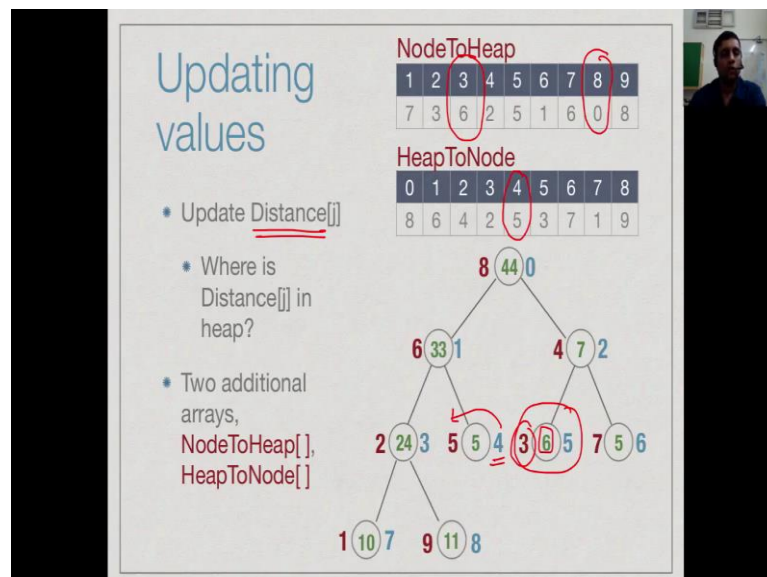 Updating
values
• Update Distance[j]
• Where is
Distance[j] in
heap?
• Two additional
arrays,
NodeToHeap[ ],
HeapToNode[ ]
NodeToHeap
1 2 3 4 5 6 7 8 9
7 3 6 2 5 1 6 0 8
HeapToNode
0 1 2 3 4 5 6 7 8
8 6 4 2 5 3 7 1 9
8 44 0
6 33 1 4 7 2
2 24 3 5 5 4 3 6 5 7 5 6
1 10 7 9 11 8